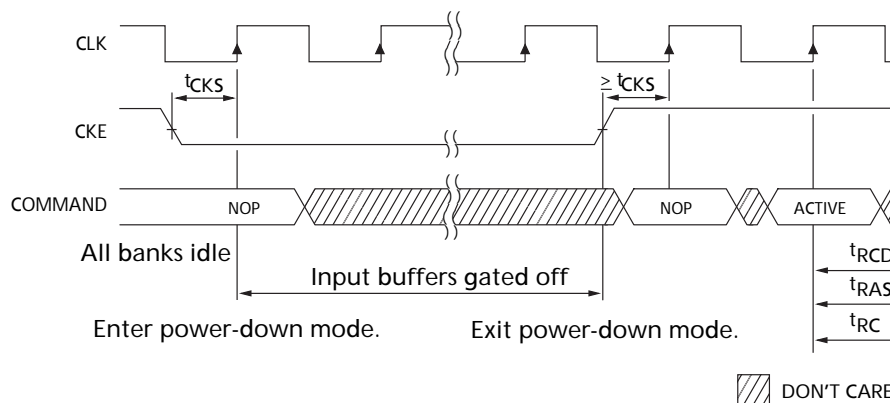 CLK
tCKS
≥ tCKS
CKE
COMMAND
NOP
NOP
ACTIVE
All banks idle
tRCD
Input buffers gated off
tRAS
Enter power-down mode.
Exit power-down mode.
tRC
DON'T CARE